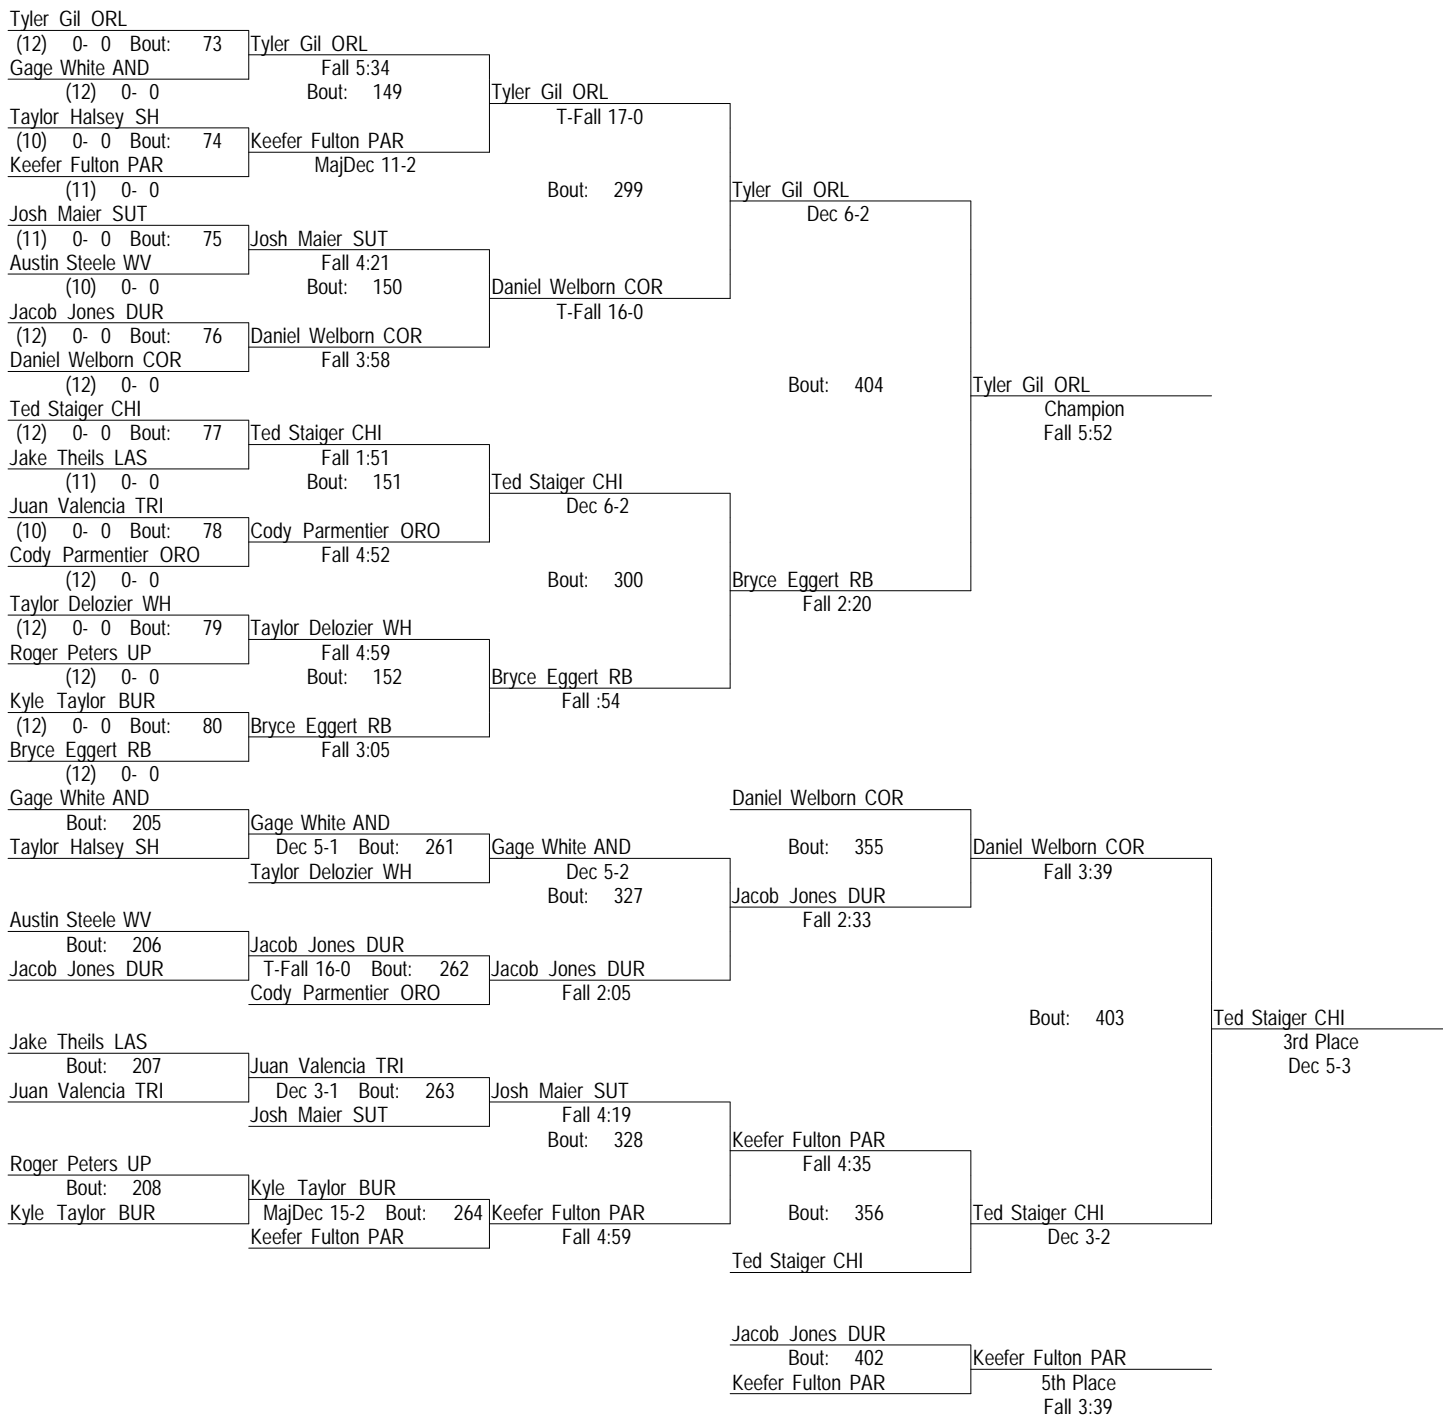 Tyler Gil ORL
(12) 0- 0 Bout: 73 Tyler Gil ORL
Gage White AND Fall 5:34
(12) 0- 0 Bout: 149 Tyler Gil ORL
Taylor Halsey SH T-Fall 17-0
(10) 0- 0 Bout: 74 Keefer Fulton PAR
Keefer Fulton PAR MajDec 11-2
(11) 0- 0 Bout: 299 Tyler Gil ORL
Josh Maier SUT Dec 6-2
(11) 0- 0 Bout: 75 Josh Maier SUT
Austin Steele WV Fall 4:21
(10) 0- 0 Bout: 150 Daniel Welborn COR
Jacob Jones DUR T-Fall 16-0
(12) 0- 0 Bout: 76 Daniel Welborn COR
Daniel Welborn COR Fall 3:58
(12) 0- 0 Bout: 404 Tyler Gil ORL
Ted Staiger CHI Champion
(12) 0- 0 Bout: 77 Ted Staiger CHI Fall 5:52
Jake Theils LAS Fall 1:51
(11) 0- 0 Bout: 151 Ted Staiger CHI
Juan Valencia TRI Dec 6-2
(10) 0- 0 Bout: 78 Cody Parmentier ORO
Cody Parmentier ORO Fall 4:52
(12) 0- 0 Bout: 300 Bryce Eggert RB
Taylor Delozier WH Fall 2:20
(12) 0- 0 Bout: 79 Taylor Delozier WH
Roger Peters UP Fall 4:59
(12) 0- 0 Bout: 152 Bryce Eggert RB
Kyle Taylor BUR Fall :54
(12) 0- 0 Bout: 80 Bryce Eggert RB
Bryce Eggert RB Fall 3:05
(12) 0- 0
Gage White AND Daniel Welborn COR
Bout: 205 Gage White AND
Taylor Halsey SH Dec 5-1 Bout: 261 Gage White AND Bout: 355 Daniel Welborn COR
Taylor Delozier WH Dec 5-2 Fall 3:39
Bout: 327 Jacob Jones DUR
Austin Steele WV Fall 2:33
Bout: 206 Jacob Jones DUR
Jacob Jones DUR T-Fall 16-0 Bout: 262 Jacob Jones DUR
Cody Parmentier ORO Fall 2:05
Bout: 403 Ted Staiger CHI
Jake Theils LAS 3rd Place
Bout: 207 Juan Valencia TRI Dec 5-3
Juan Valencia TRI Dec 3-1 Bout: 263 Josh Maier SUT
Josh Maier SUT Fall 4:19
Bout: 328 Keefer Fulton PAR
Roger Peters UP Fall 4:35
Bout: 208 Kyle Taylor BUR
Kyle Taylor BUR MajDec 15-2 Bout: 264 Keefer Fulton PAR Bout: 356 Ted Staiger CHI
Keefer Fulton PAR Fall 4:59 Dec 3-2
Ted Staiger CHI
Jacob Jones DUR
Bout: 402 Keefer Fulton PAR
Keefer Fulton PAR 5th Place
Fall 3:39